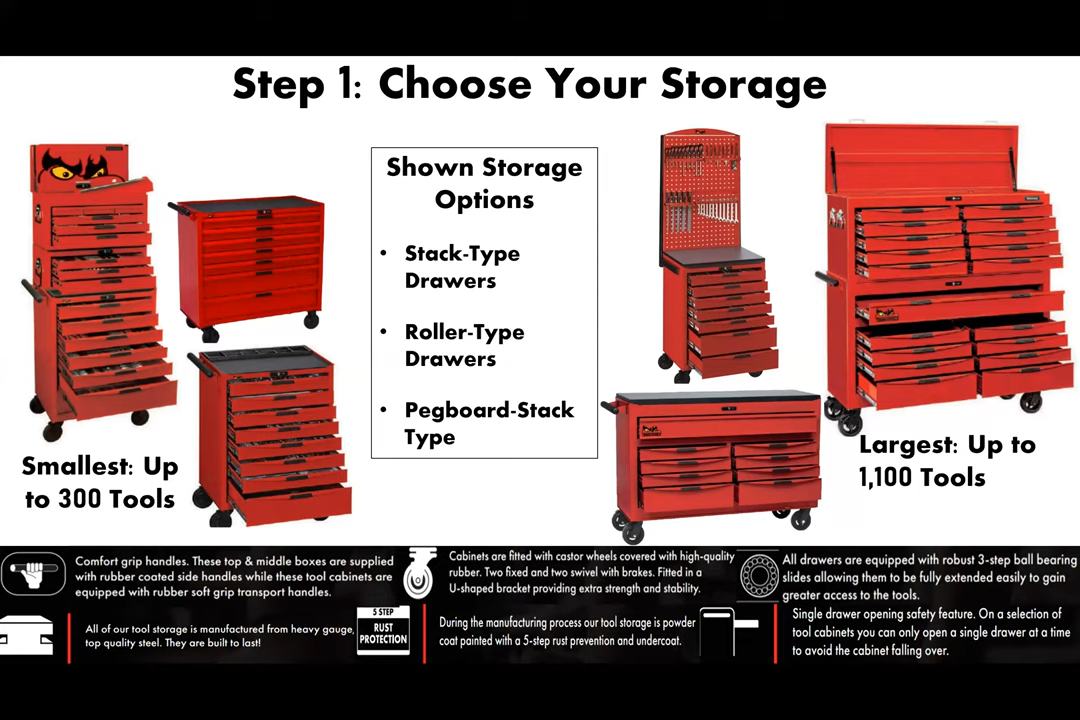 Step 1: Choose Your Storage
Shown Storage
Options
• Stack-Type
Drawers
• Roller-Type
Drawers
• Pegboard-Stack
Type
Smallest: Up
to 300 Tools
Largest: Up to
1,100 Tools
Comfort grip handles. These top & middle boxes are supplied
with rubber coated side handles while these tool cabinets are
equipped with rubber soft grip transport handles.
Cabinets are fitted with castor wheels covered with high-quality
rubber. Two fixed and two swivel with brakes. Fitted in a
U-shaped bracket providing extra strength and stability.
All drawers are equipped with robust 3-step ball bearing
slides allowing them to be fully extended easily to gain
greater access to the tools.
All of our tool storage is manufactured from heavy gauge,
top quality steel. They are built to last!
5 STEP
RUST
PROTECTION
During the manufacturing process our tool storage is powder
coat painted with a 5-step rust prevention and undercoat.
Single drawer opening safety feature. On a selection of
tool cabinets you can only open a single drawer at a time
to avoid the cabinet falling over.